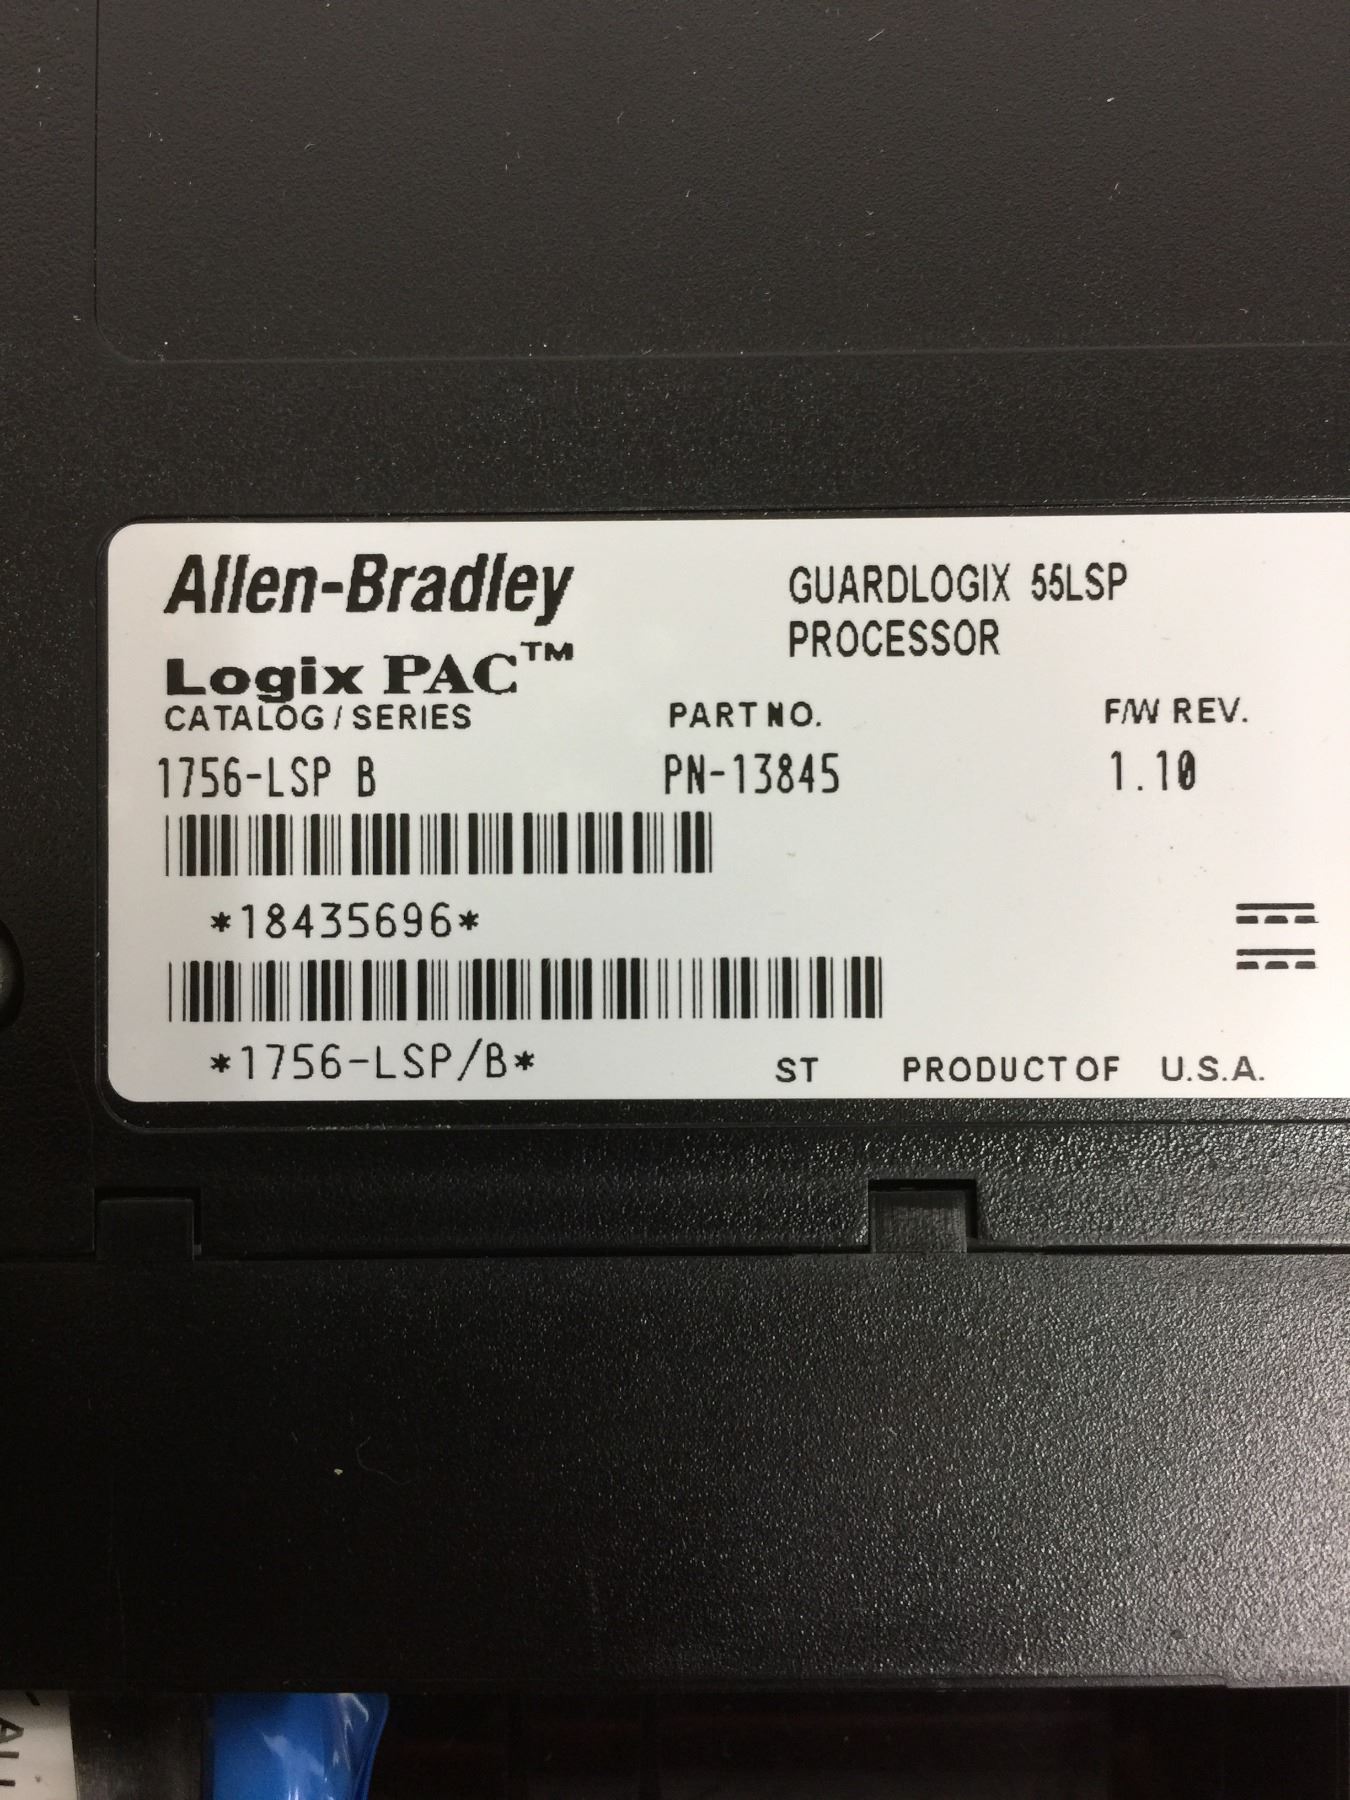 Allen-Bradley
Logix PAC™
GUARDLOGIX 55LSP
PROCESSOR
CATALOG / SERIES PART NO. F/W REV.
1756-LSP B PN-13845 1.10
*18435696*
*1756-LSP/B* ST PRODUCT OF U.S.A.